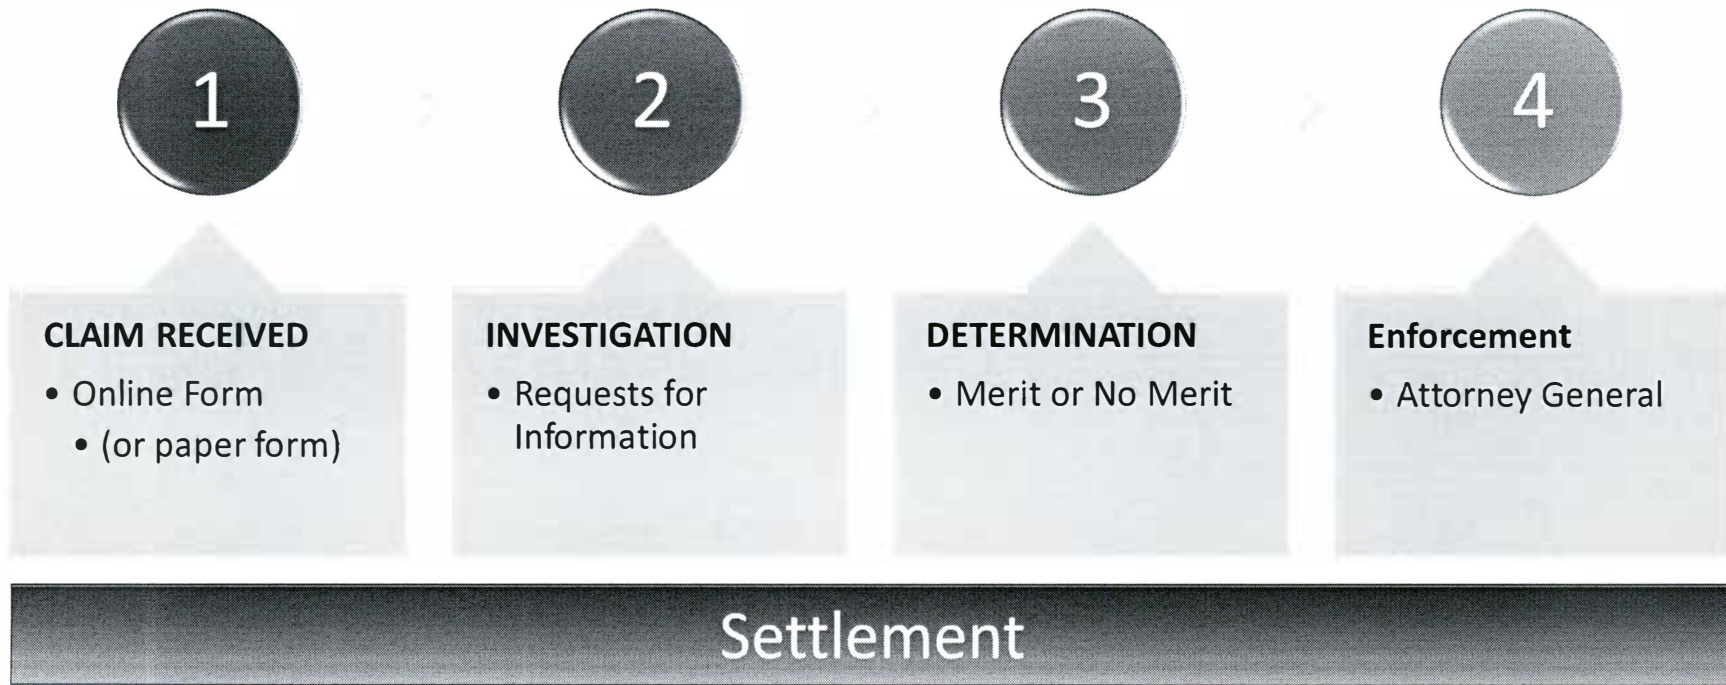 1
2
3
4
CLAIM RECEIVED
• Online Form
• (or paper form)
INVESTIGATION
• Requests for
Information
DETERMINATION
• Merit or No Merit
Enforcement
• Attorney General
Settlement